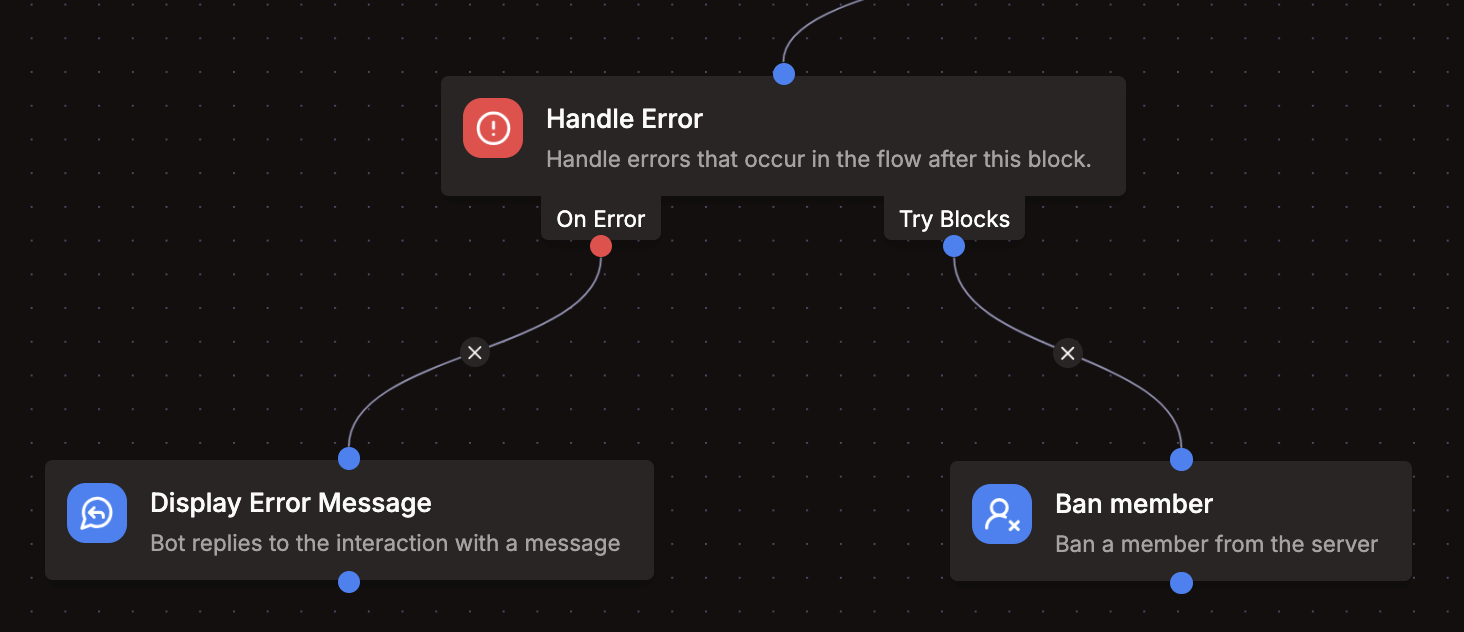 Handle Error
Handle errors that occur in the flow after this block.
On Error
Try Blocks
Display Error Message
Bot replies to the interaction with a message
Ban member
Ban a member from the server